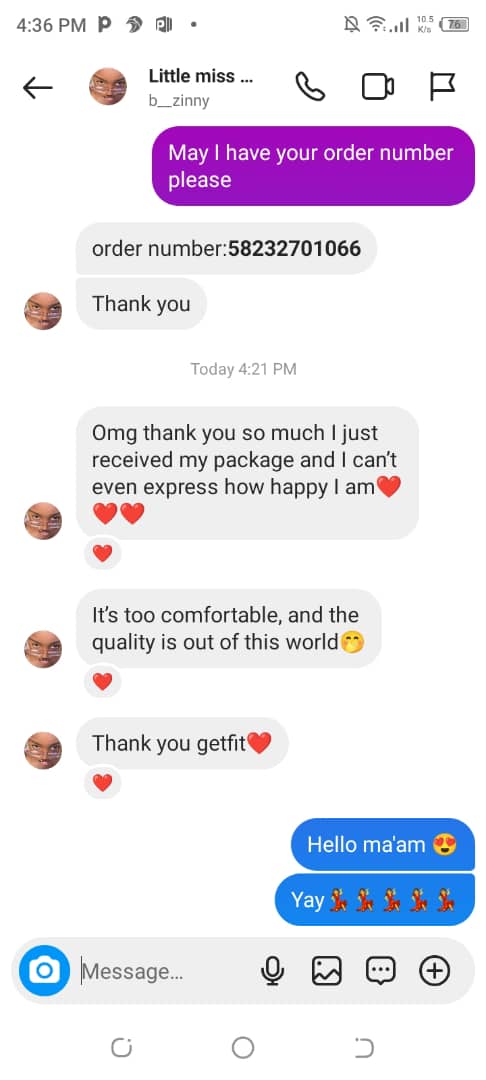 4:36 PM
10.5
K/s
76
Little miss ...
b__zinny
May I have your order number
please
order number:58232701066
Thank you
Today 4:21 PM
Omg thank you so much I just
received my package and I can't
even express how happy I am❤️
❤️❤️
❤️
It's too comfortable, and the
quality is out of this world🤭
❤️
Thank you getfit❤️
❤️
Hello ma'am 😍
Yay💃💃💃💃💃
Message...